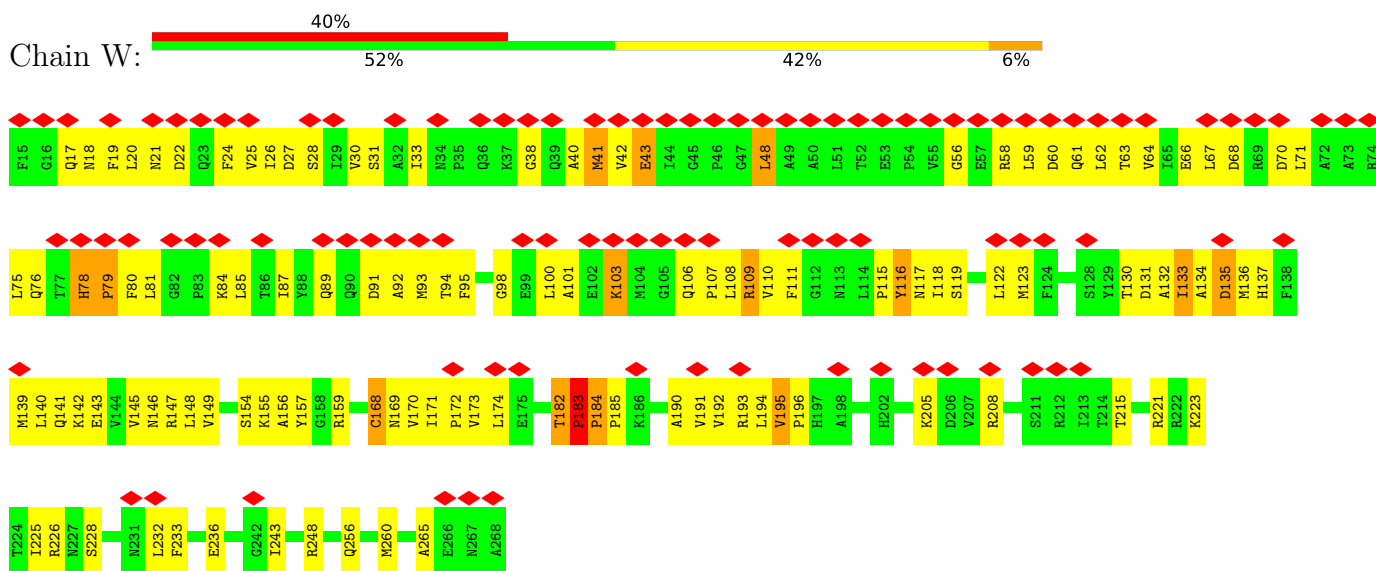 40%
Chain W:
52% 42% 6%
F15 G16 Q17 N18 F19 L20 N21 D22 Q23 F24 V25 I26 D27 S28 I29 V30 S31 A32 I33 N34 P35 Q36 K37 G38 Q39 A40 M41 V42 E43 I44 G45 P46 G47 L48 A49 A50 L51 T52 E53 P54 V55 G56 E57 R58 L59 D60 Q61 L62 T63 V64 I65 E66 L67 D68 R69 D70 L71 A72 A73 R74
L75 Q76 T77 H78 P79 F80 L81 G82 P83 K84 L85 T86 I87 Y88 Q89 Q90 D91 A92 M93 T94 F95 G98 E99 L100 A101 E102 K103 M104 G105 Q106 P107 L108 R109 V110 F111 G112 N113 L114 P115 Y116 N117 I118 S119 L122 M123 F124 S128 Y129 T130 D131 A132 I133 A134 D135 M136 H137 F138
M139 L140 Q141 K142 E143 V144 V145 N146 R147 L148 V149 S154 K155 A156 Y157 G158 R159 C168 N169 V170 I171 P172 V173 L174 E175 T182 P183 P184 P185 K186 A190 V191 V192 R193 L194 V195 P196 H197 A198 H202 K205 D206 V207 R208 S211 R212 I213 T214 T215 R221 R222 K223
T224 I225 R226 N227 S228 N231 L232 F233 E236 G242 I243 R248 Q256 M260 A265 E266 N267 A268